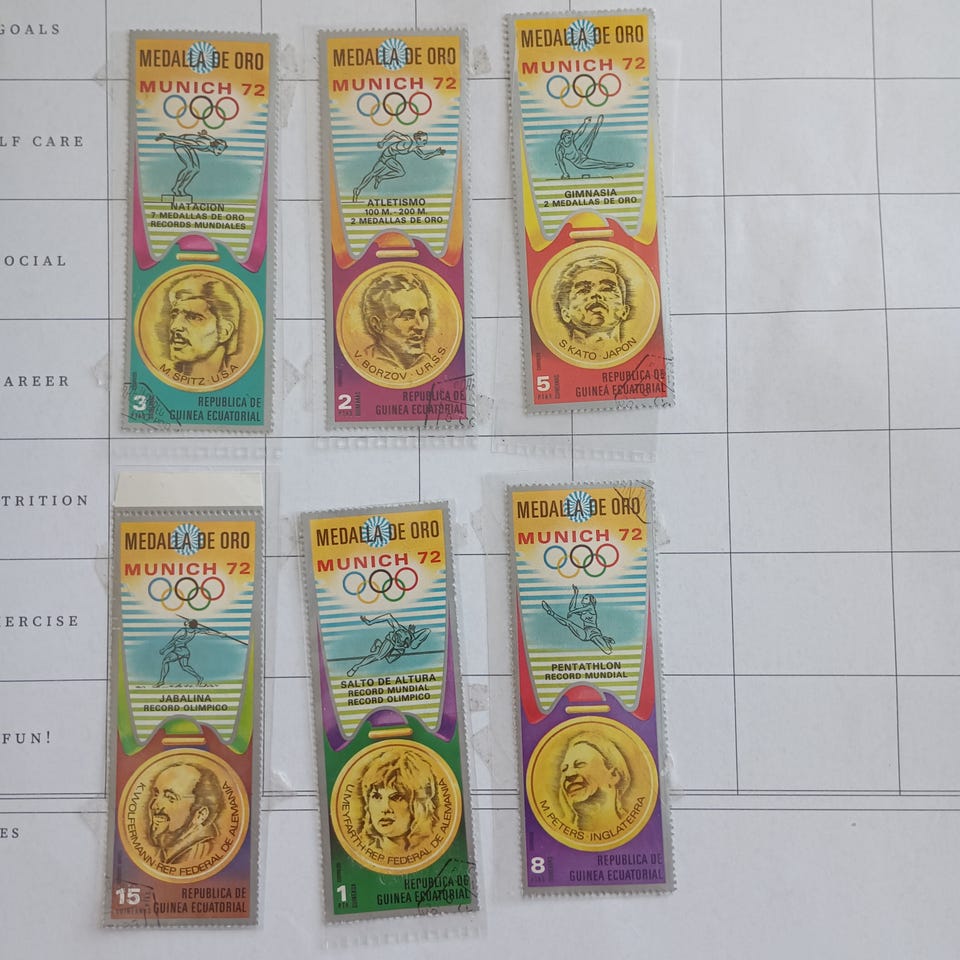 GOALS
LF CARE
OCIAL
AREER
TRITION
ERCISE
FUN!
ES
MEDALLA DE ORO
MUNICH 72
NATACION
7 MEDALLAS DE ORO
RECORDS MUNDIALES
M. SPITZ · U.S.A
3
PTAS
REPUBLICA DE
GUINEA ECUATORIAL
MEDALLA DE ORO
MUNICH 72
ATLETISMO
100 M. - 200 M.
2 MEDALLAS DE ORO
V. BORZOV · U.R.S.S
2
PTAS
REPUBLICA DE
GUINEA ECUATORIAL
MEDALLA DE ORO
MUNICH 72
GIMNASIA
2 MEDALLAS DE ORO
S.KATO · JAPON
5
PTAS
REPUBLICA DE
GUINEA ECUATORIAL
MEDALLA DE ORO
MUNICH 72
JABALINA
RECORD OLIMPICO
K.WOLFERMANN·REP FEDERAL DE ALEMANIA
15
REPUBLICA DE
GUINEA ECUATORIAL
MEDALLA DE ORO
MUNICH 72
SALTO DE ALTURA
RECORD MUNDIAL
RECORD OLIMPICO
U.MEYFARTH·REP FEDERAL DE ALEMANIA
1
PTA
REPUBLICA DE
GUINEA ECUATORIAL
MEDALLA DE ORO
MUNICH 72
PENTATHLON
RECORD MUNDIAL
M. PETERS · INGLATERRA
8
PTAS
REPUBLICA DE
GUINEA ECUATORIAL